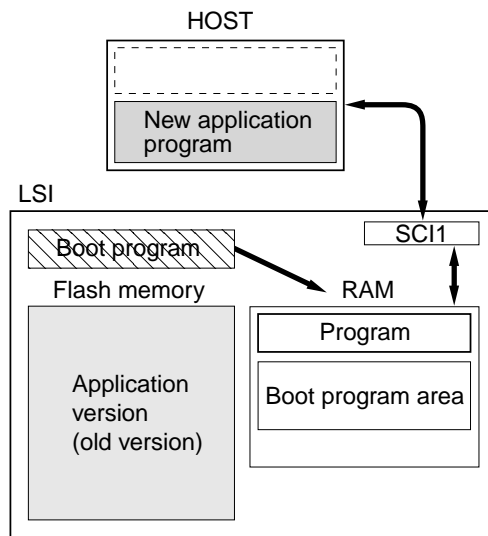 HOST
New application
program
LSI
SCI1
Boot program
Flash memory
RAM
Program
Application
version
(old version)
Boot program area